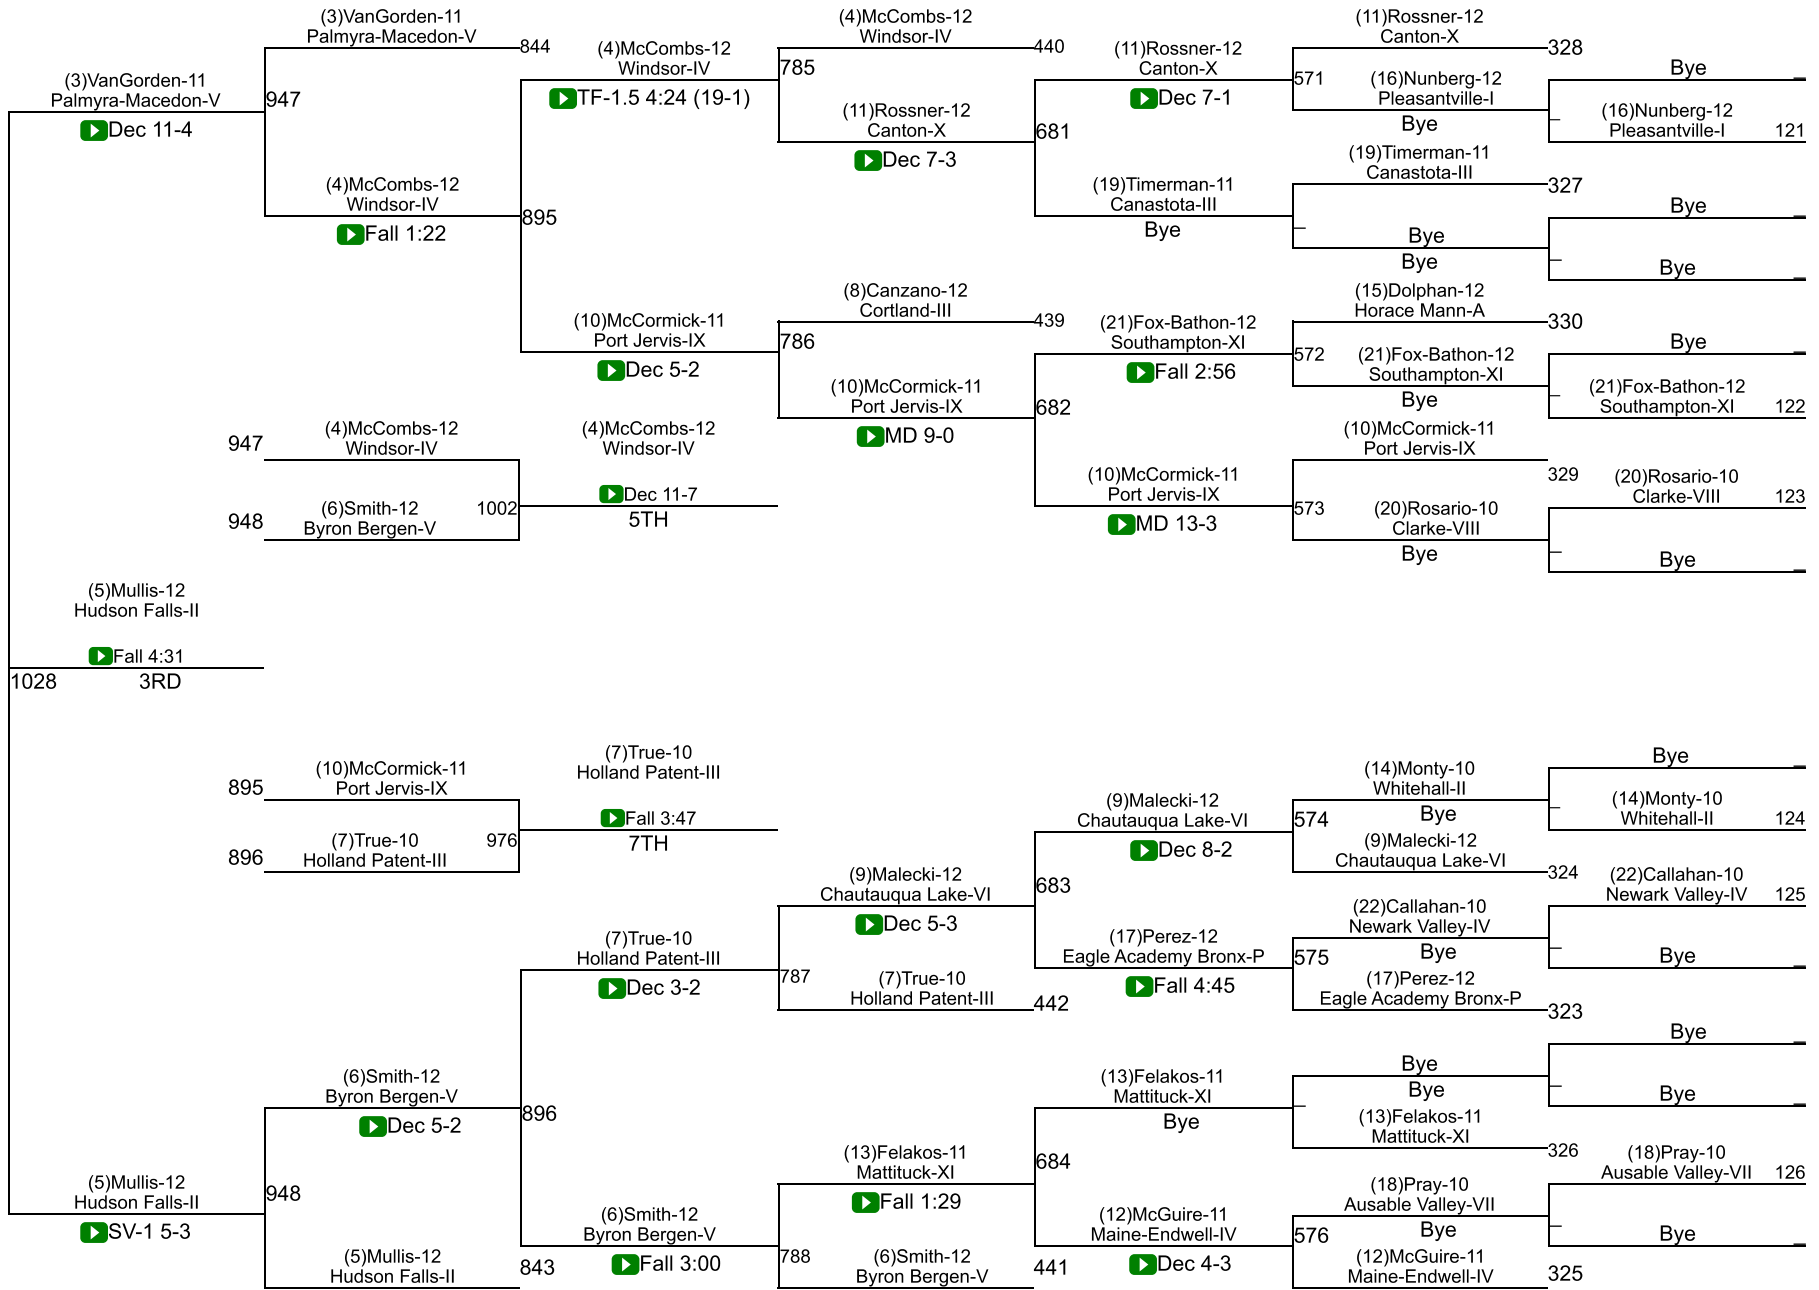 (3)VanGorden-11
Palmyra-Macedon-V
Dec 11-4
947
(3)VanGorden-11
Palmyra-Macedon-V
844
(4)McCombs-12
Windsor-IV
Fall 1:22
895
(4)McCombs-12
Windsor-IV
TF-1.5 4:24 (19-1)
785
(4)McCombs-12
Windsor-IV
440
(11)Rossner-12
Canton-X
Dec 7-3
681
(11)Rossner-12
Canton-X
Dec 7-1
571
(11)Rossner-12
Canton-X
328
(16)Nunberg-12
Pleasantville-I
Bye
Bye
(16)Nunberg-12
Pleasantville-I
121
(19)Timerman-11
Canastota-III
Bye
(19)Timerman-11
Canastota-III
327
Bye
Bye
Bye
Bye
(10)McCormick-11
Port Jervis-IX
Dec 5-2
786
(8)Canzano-12
Cortland-III
439
(10)McCormick-11
Port Jervis-IX
MD 9-0
682
(21)Fox-Bathon-12
Southampton-XI
Fall 2:56
572
(15)Dolphan-12
Horace Mann-A
330
(21)Fox-Bathon-12
Southampton-XI
Bye
Bye
(21)Fox-Bathon-12
Southampton-XI
122
(10)McCormick-11
Port Jervis-IX
MD 13-3
573
(10)McCormick-11
Port Jervis-IX
329
(20)Rosario-10
Clarke-VIII
Bye
(20)Rosario-10
Clarke-VIII
123
Bye
947
(4)McCombs-12
Windsor-IV
948
(6)Smith-12
Byron Bergen-V
1002
(4)McCombs-12
Windsor-IV
Dec 11-7
5TH
(5)Mullis-12
Hudson Falls-II
Fall 4:31
1028
3RD
895
(10)McCormick-11
Port Jervis-IX
896
(7)True-10
Holland Patent-III
976
(7)True-10
Holland Patent-III
Fall 3:47
7TH
(7)True-10
Holland Patent-III
Dec 3-2
787
(9)Malecki-12
Chautauqua Lake-VI
Dec 5-3
683
(9)Malecki-12
Chautauqua Lake-VI
Dec 8-2
574
(14)Monty-10
Whitehall-II
Bye
Bye
(14)Monty-10
Whitehall-II
124
(9)Malecki-12
Chautauqua Lake-VI
324
(17)Perez-12
Eagle Academy Bronx-P
Fall 4:45
575
(22)Callahan-10
Newark Valley-IV
Bye
(22)Callahan-10
Newark Valley-IV
125
Bye
(17)Perez-12
Eagle Academy Bronx-P
323
(7)True-10
Holland Patent-III
442
(6)Smith-12
Byron Bergen-V
Dec 5-2
896
(13)Felakos-11
Mattituck-XI
Bye
Bye
Bye
Bye
Bye
(13)Felakos-11
Mattituck-XI
326
(13)Felakos-11
Mattituck-XI
Fall 1:29
684
(5)Mullis-12
Hudson Falls-II
SV-1 5-3
948
(6)Smith-12
Byron Bergen-V
Fall 3:00
788
(12)McGuire-11
Maine-Endwell-IV
Dec 4-3
576
(18)Pray-10
Ausable Valley-VII
Bye
(18)Pray-10
Ausable Valley-VII
126
Bye
(12)McGuire-11
Maine-Endwell-IV
325
(5)Mullis-12
Hudson Falls-II
843
(6)Smith-12
Byron Bergen-V
441